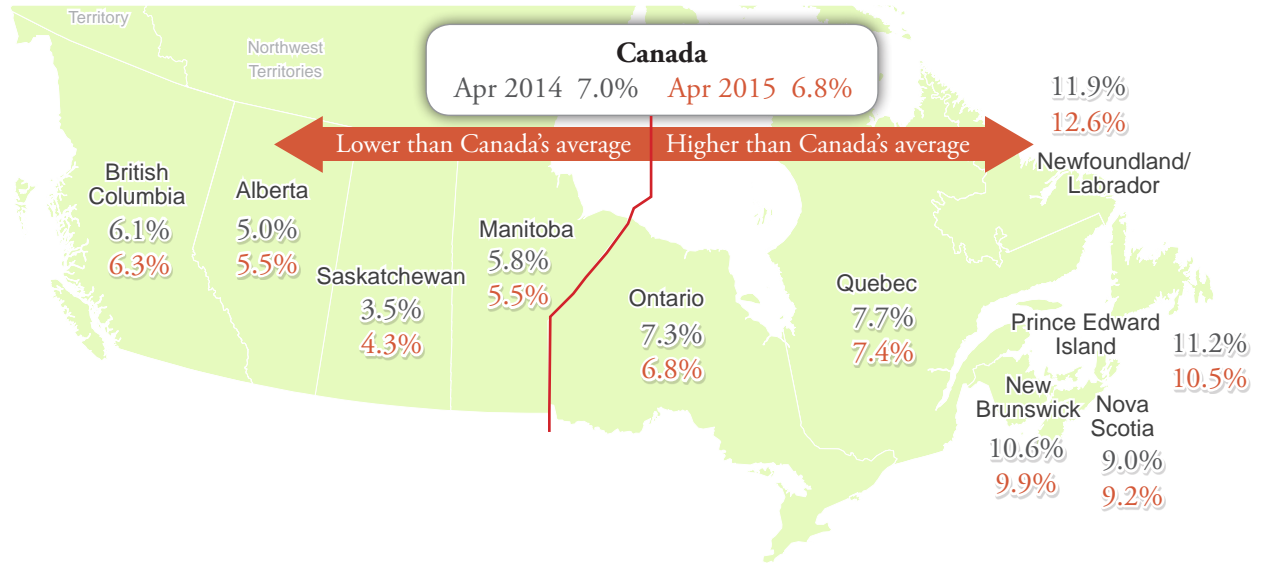 Territory
Northwest
Territories
Canada
Apr 2014 7.0% Apr 2015 6.8%
Lower than Canada's average
Higher than Canada's average
British
Columbia
6.1%
6.3%
Alberta
5.0%
5.5%
Saskatchewan
3.5%
4.3%
Manitoba
5.8%
5.5%
Ontario
7.3%
6.8%
Quebec
7.7%
7.4%
11.9%
12.6%
Newfoundland/
Labrador
Prince Edward
Island
11.2%
10.5%
New
Brunswick
10.6%
9.9%
Nova
Scotia
9.0%
9.2%